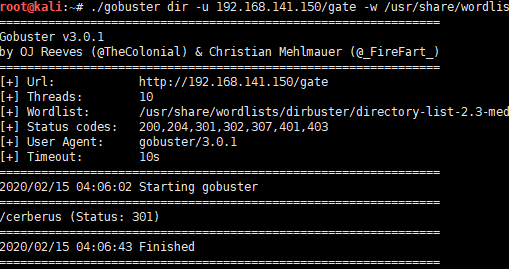 root@kali:~# ./gobuster dir -u 192.168.141.150/gate -w /usr/share/wordlis
===============================================================
Gobuster v3.0.1
by OJ Reeves (@TheColonial) & Christian Mehlmauer (@_FireFart_)
===============================================================
[+] Url:            http://192.168.141.150/gate
[+] Threads:        10
[+] Wordlist:       /usr/share/wordlists/dirbuster/directory-list-2.3-med
[+] Status codes:   200,204,301,302,307,401,403
[+] User Agent:     gobuster/3.0.1
[+] Timeout:        10s
===============================================================
2020/02/15 04:06:02 Starting gobuster
===============================================================
/cerberus (Status: 301)
===============================================================
2020/02/15 04:06:43 Finished
===============================================================